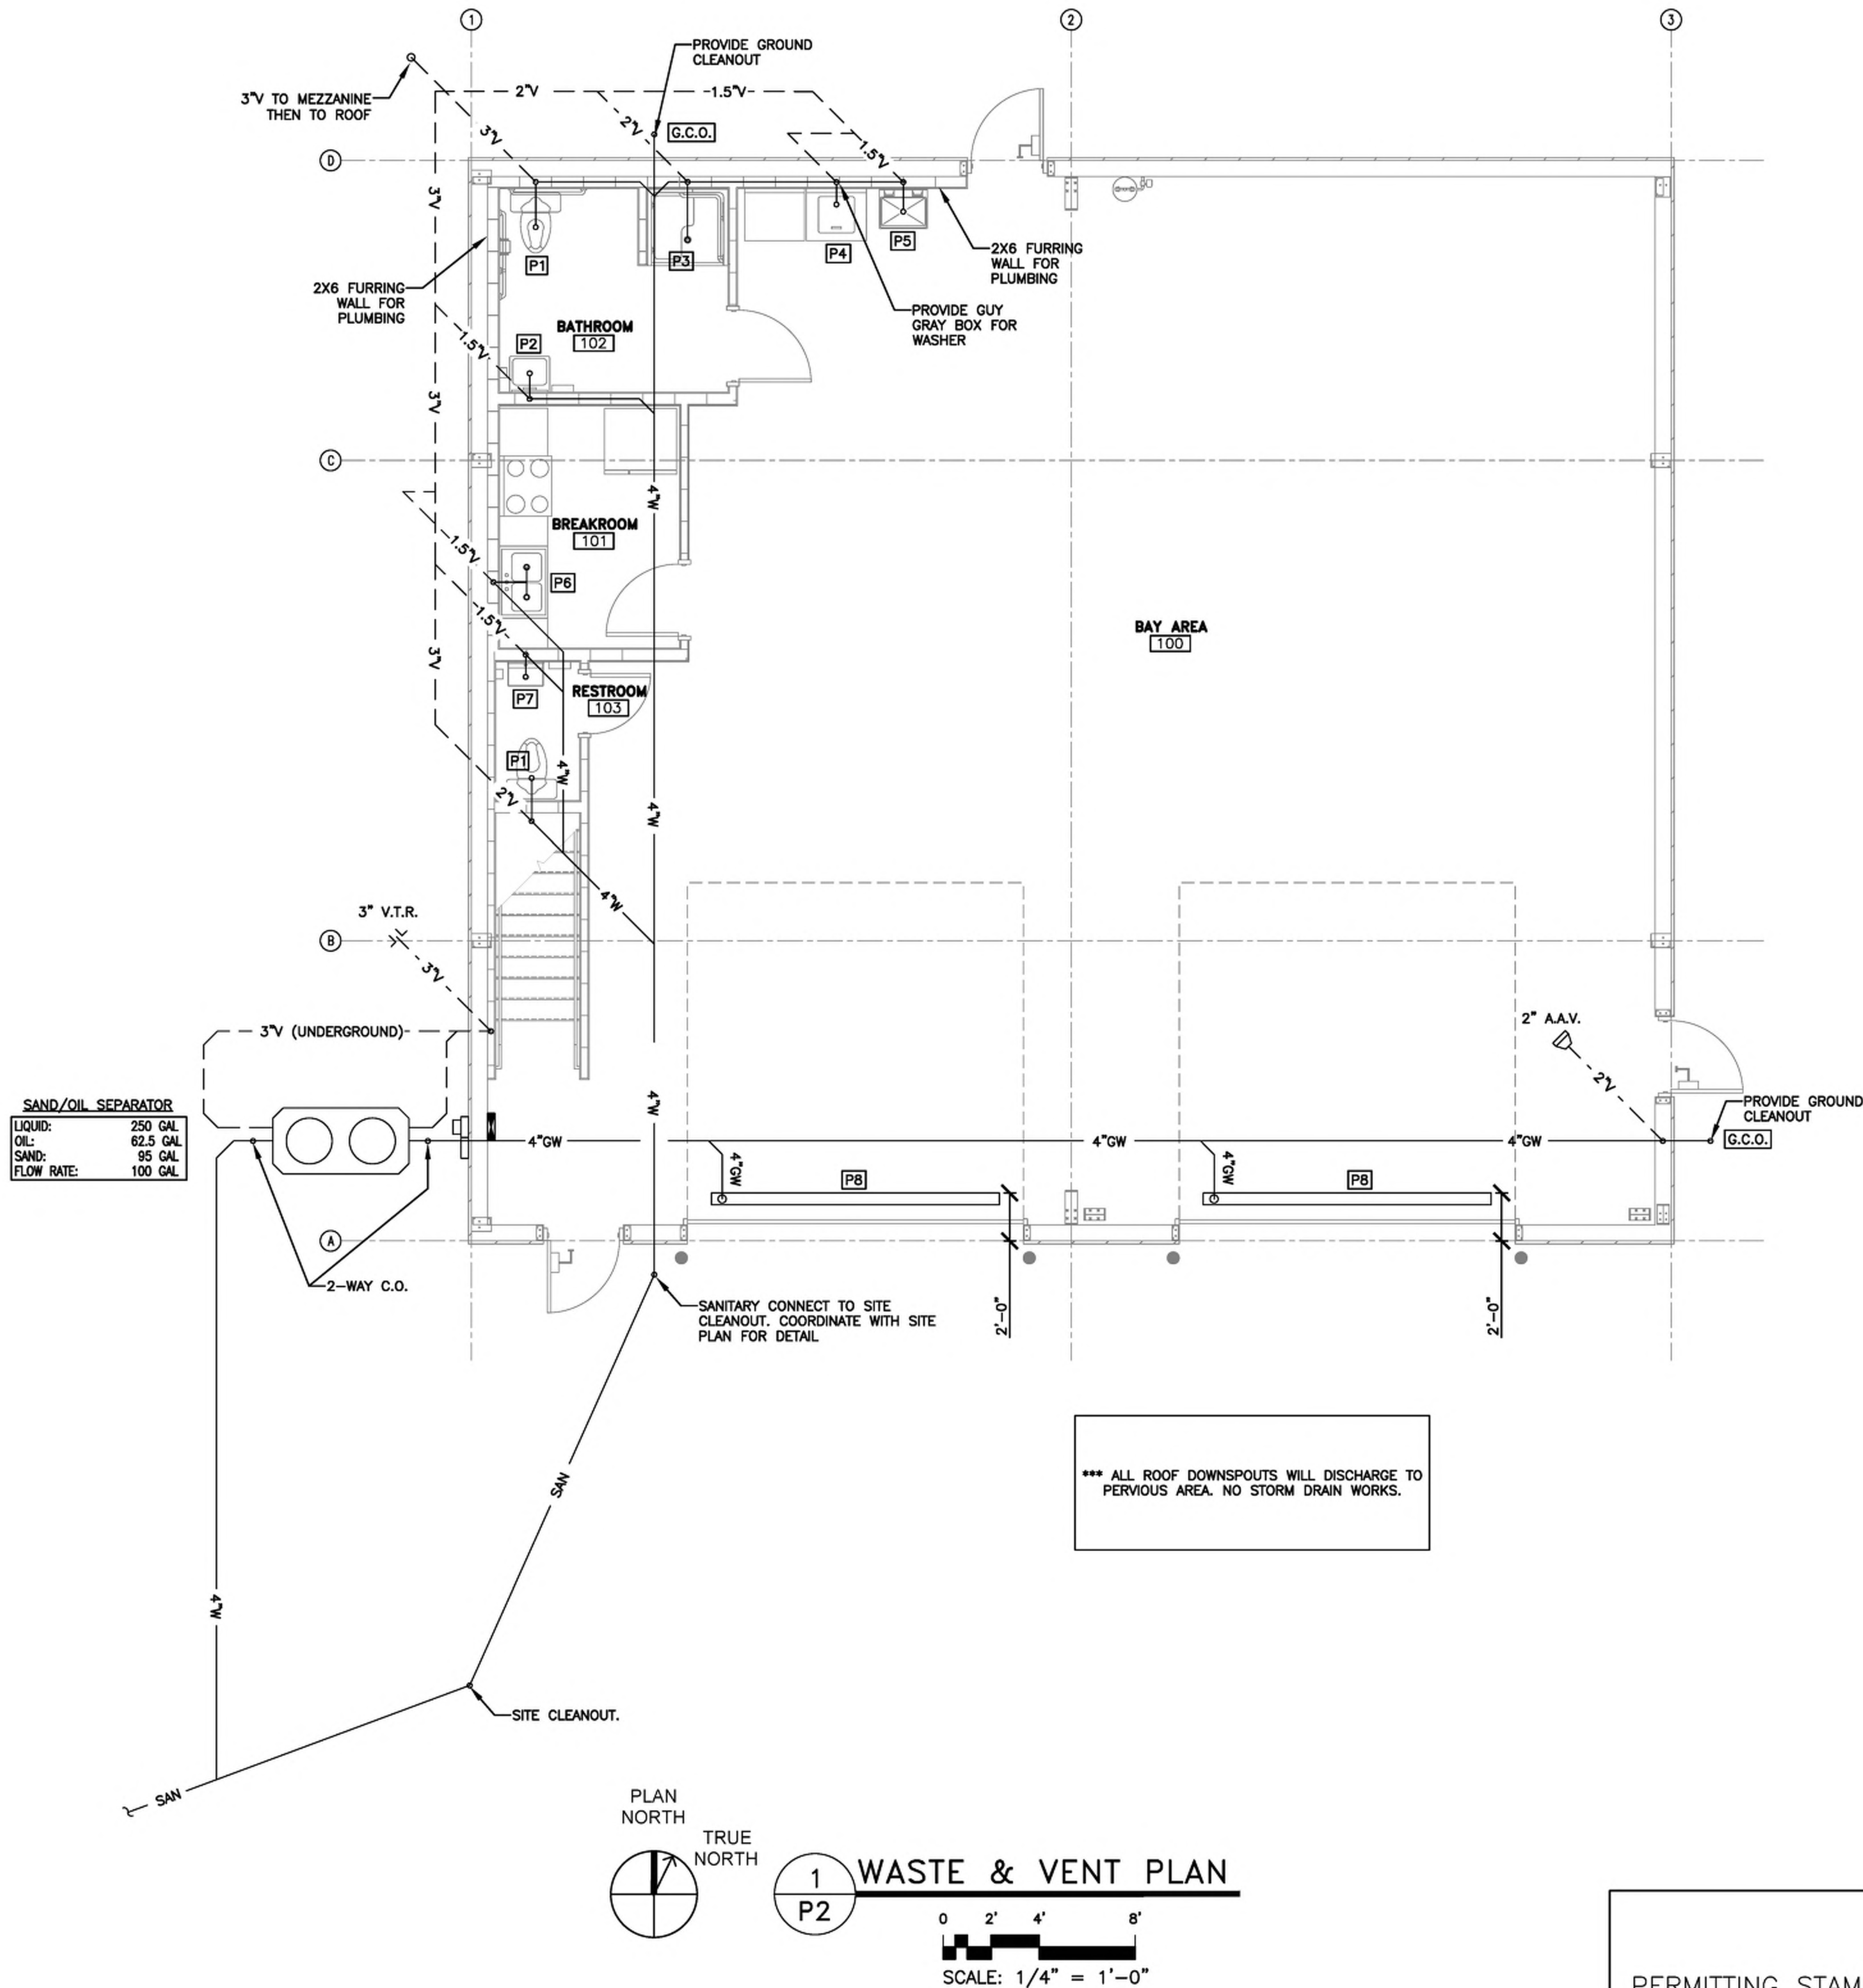 1
2
3
PROVIDE GROUND
CLEANOUT
3"V TO MEZZANINE
THEN TO ROOF
2"V
1.5"V
3"V
2"V
G.C.O.
1.5"V
D
3"V
P1
P3
P4
P5
2X6 FURRING
WALL FOR
PLUMBING
2X6 FURRING
WALL FOR
PLUMBING
PROVIDE GUY
GRAY BOX FOR
WASHER
BATHROOM
102
1.5"V
P2
3"V
C
4"W
BREAKROOM
101
1.5"V
P6
1.5"V
BAY AREA
100
3"V
RESTROOM
103
P7
P1
4"W
2"V
4"W
4"W
3" V.T.R.
B
3"V
3"V (UNDERGROUND)
2" A.A.V.
2"V
SAND/OIL SEPARATOR
LIQUID: 250 GAL
OIL: 62.5 GAL
SAND: 95 GAL
FLOW RATE: 100 GAL
4"W
PROVIDE GROUND
CLEANOUT
G.C.O.
4"GW
4"GW
4"GW
4"GW
4"GW
P8
P8
A
2-WAY C.O.
SANITARY CONNECT TO SITE
CLEANOUT. COORDINATE WITH SITE
PLAN FOR DETAIL
2'-0"
2'-0"
*** ALL ROOF DOWNSPOUTS WILL DISCHARGE TO
PERVIOUS AREA. NO STORM DRAIN WORKS.
SAN
4"W
SITE CLEANOUT.
SAN
PLAN
NORTH
TRUE
NORTH
1
P2
WASTE & VENT PLAN
0 2' 4' 8'
SCALE: 1/4" = 1'-0"
PERMITTING STAM